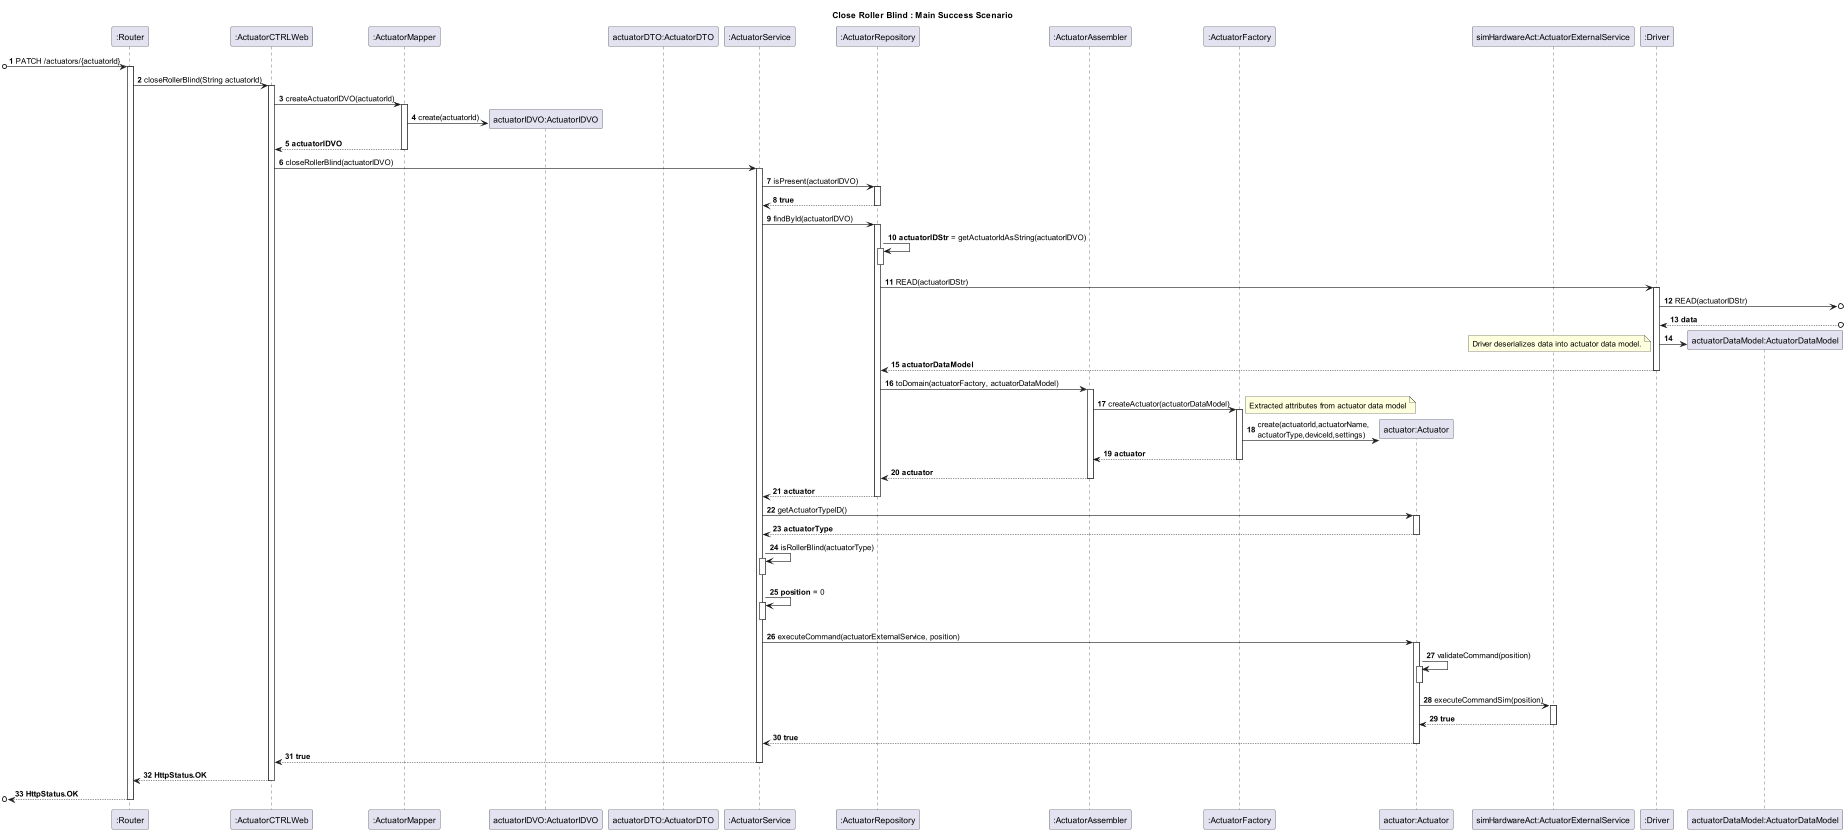 Close Roller Blind : Main Success Scenario
:Router
:ActuatorCTRLWeb
:ActuatorMapper
actuatorDTO:ActuatorDTO
:ActuatorService
:ActuatorRepository
:ActuatorAssembler
:ActuatorFactory
simHardwareAct:ActuatorExternalService
:Driver
1 PATCH /actuators/{actuatorId}
2 closeRollerBlind(String actuatorId)
3 createActuatorIDVO(actuatorId)
4 create(actuatorId)
actuatorIDVO:ActuatorIDVO
5 actuatorIDVO
6 closeRollerBlind(actuatorIDVO)
7 isPresent(actuatorIDVO)
8 true
9 findById(actuatorIDVO)
10 actuatorIDStr = getActuatorIdAsString(actuatorIDVO)
11 READ(actuatorIDStr)
12 READ(actuatorIDStr)
13 data
Driver deserializes data into actuator data model.
14
actuatorDataModel:ActuatorDataModel
15 actuatorDataModel
16 toDomain(actuatorFactory, actuatorDataModel)
17 createActuator(actuatorDataModel)
Extracted attributes from actuator data model
18 create(actuatorId,actuatorName,
actuatorType,deviceId,settings)
actuator:Actuator
19 actuator
20 actuator
21 actuator
22 getActuatorTypeID()
23 actuatorType
24 isRollerBlind(actuatorType)
25 position = 0
26 executeCommand(actuatorExternalService, position)
27 validateCommand(position)
28 executeCommandSim(position)
29 true
30 true
31 true
32 HttpStatus.OK
33 HttpStatus.OK
:Router
:ActuatorCTRLWeb
:ActuatorMapper
actuatorIDVO:ActuatorIDVO
actuatorDTO:ActuatorDTO
:ActuatorService
:ActuatorRepository
:ActuatorAssembler
:ActuatorFactory
actuator:Actuator
simHardwareAct:ActuatorExternalService
:Driver
actuatorDataModel:ActuatorDataModel